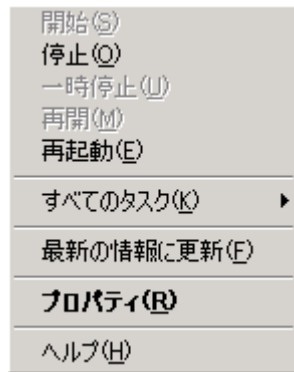 開始(S)
停止(O)
一時停止(U)
再開(M)
再起動(E)
すべてのタスク(K)
最新の情報に更新(F)
プロパティ(R)
ヘルプ(H)